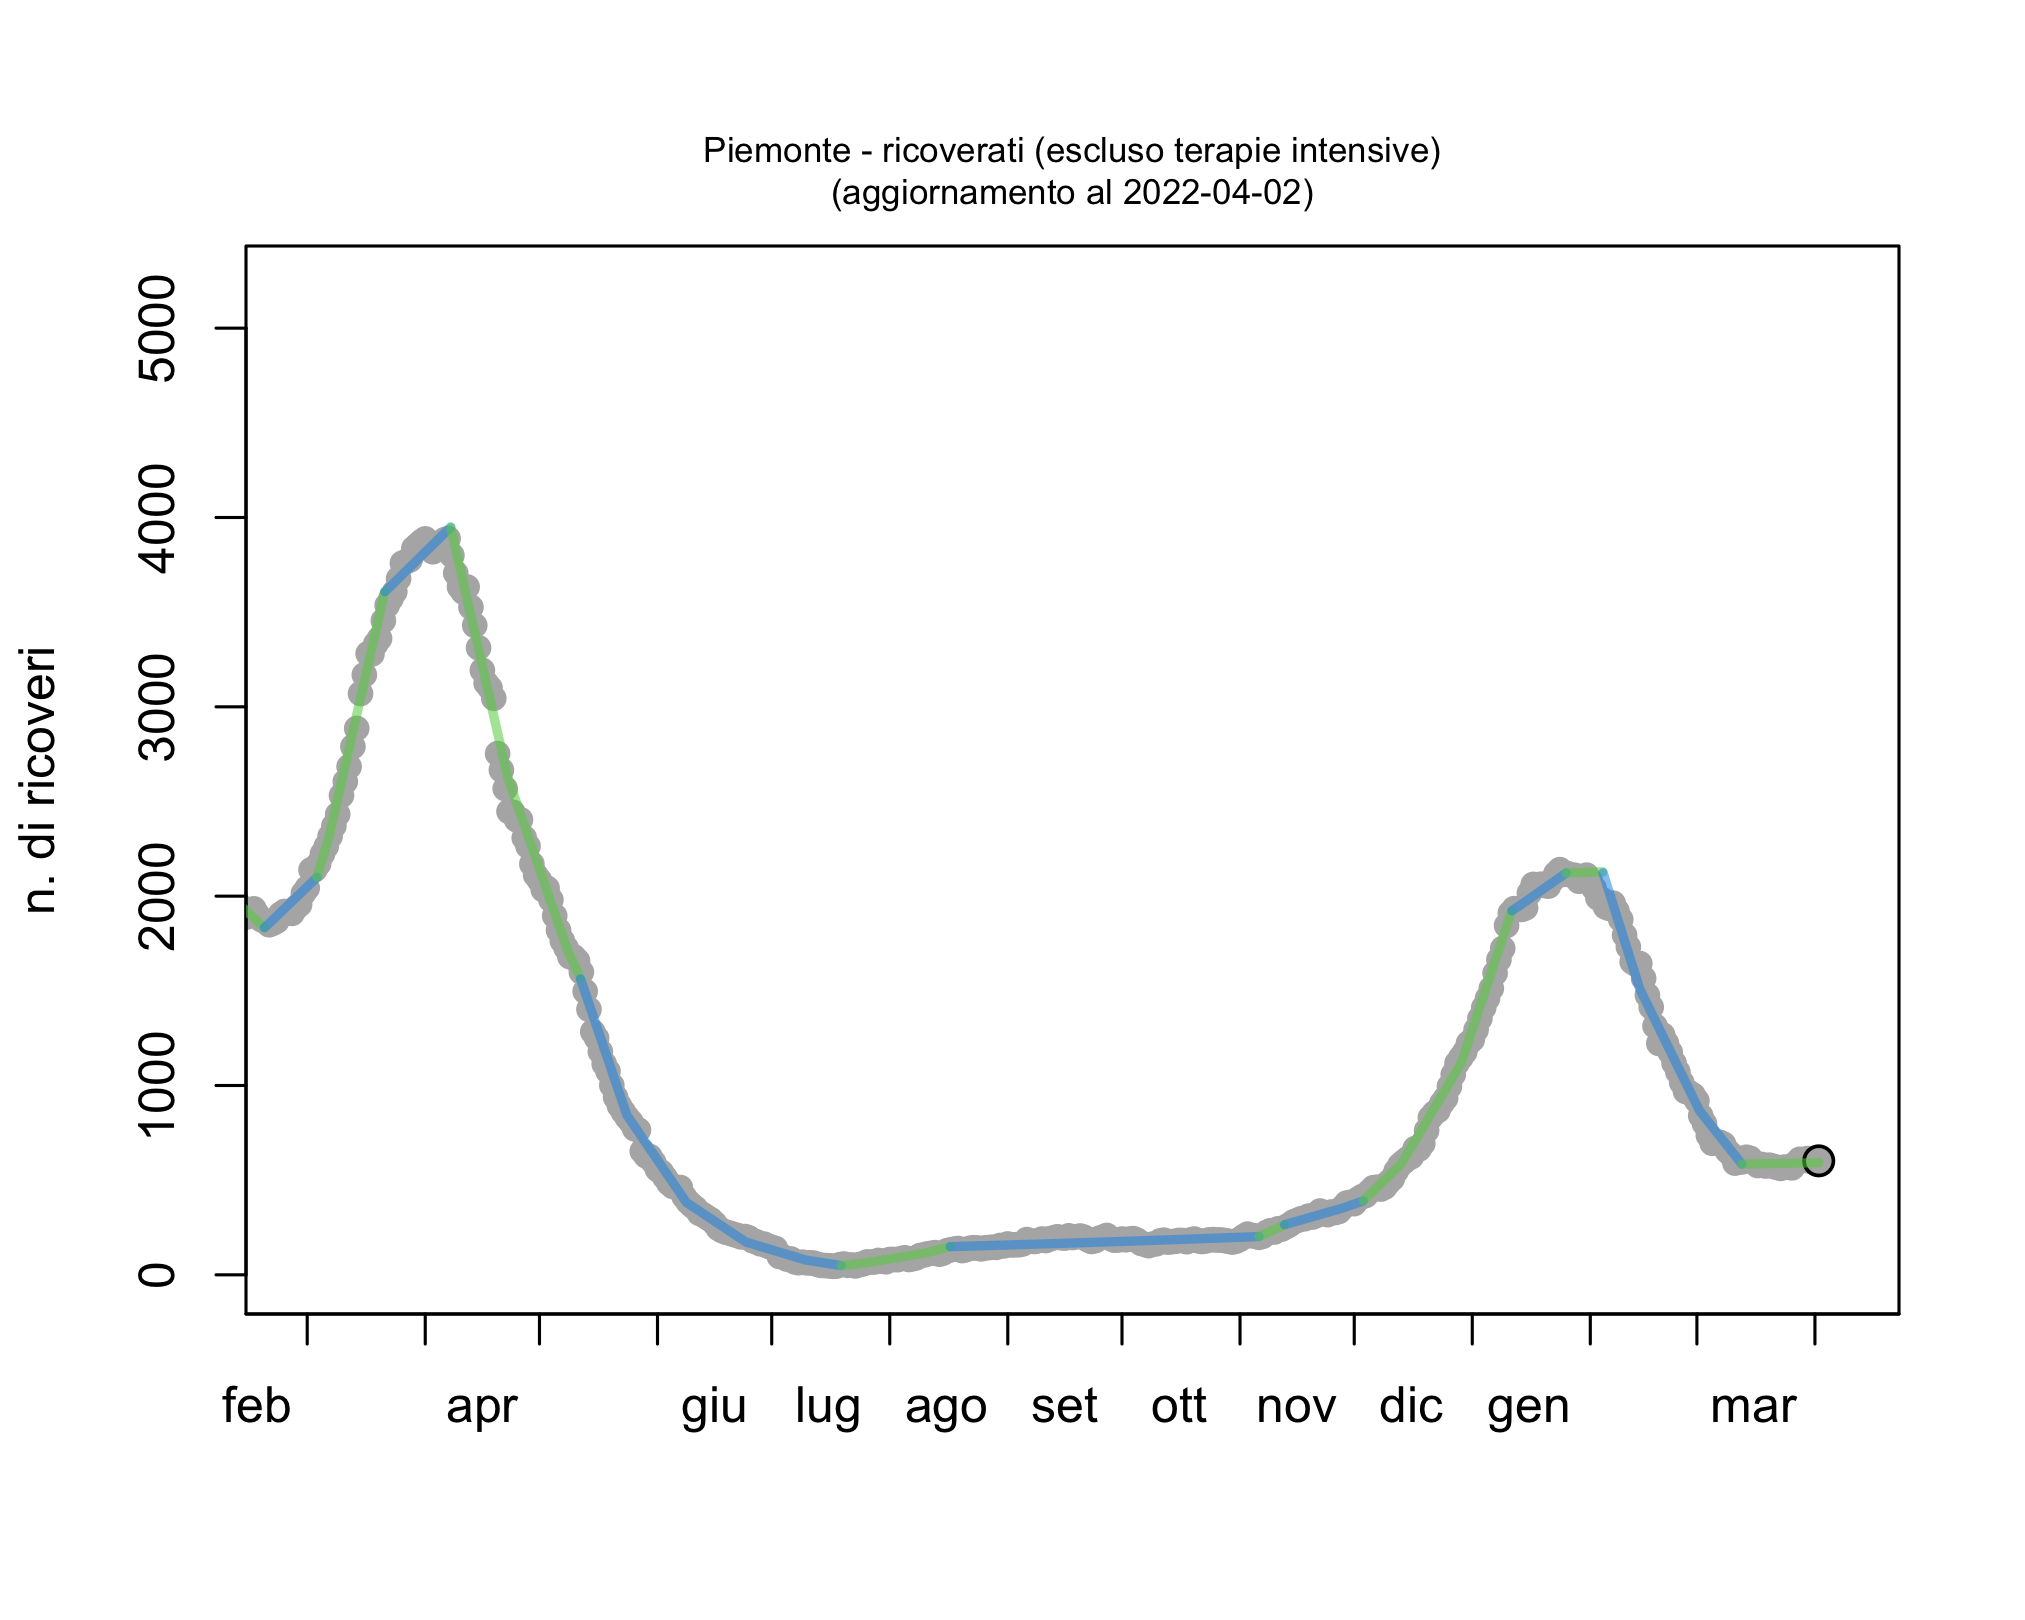 Piemonte - ricoverati (escluso terapie intensive)
(aggiornamento al 2022-04-02)
n. di ricoveri
5000
4000
3000
2000
1000
0
feb apr giu lug ago set ott nov dic gen mar